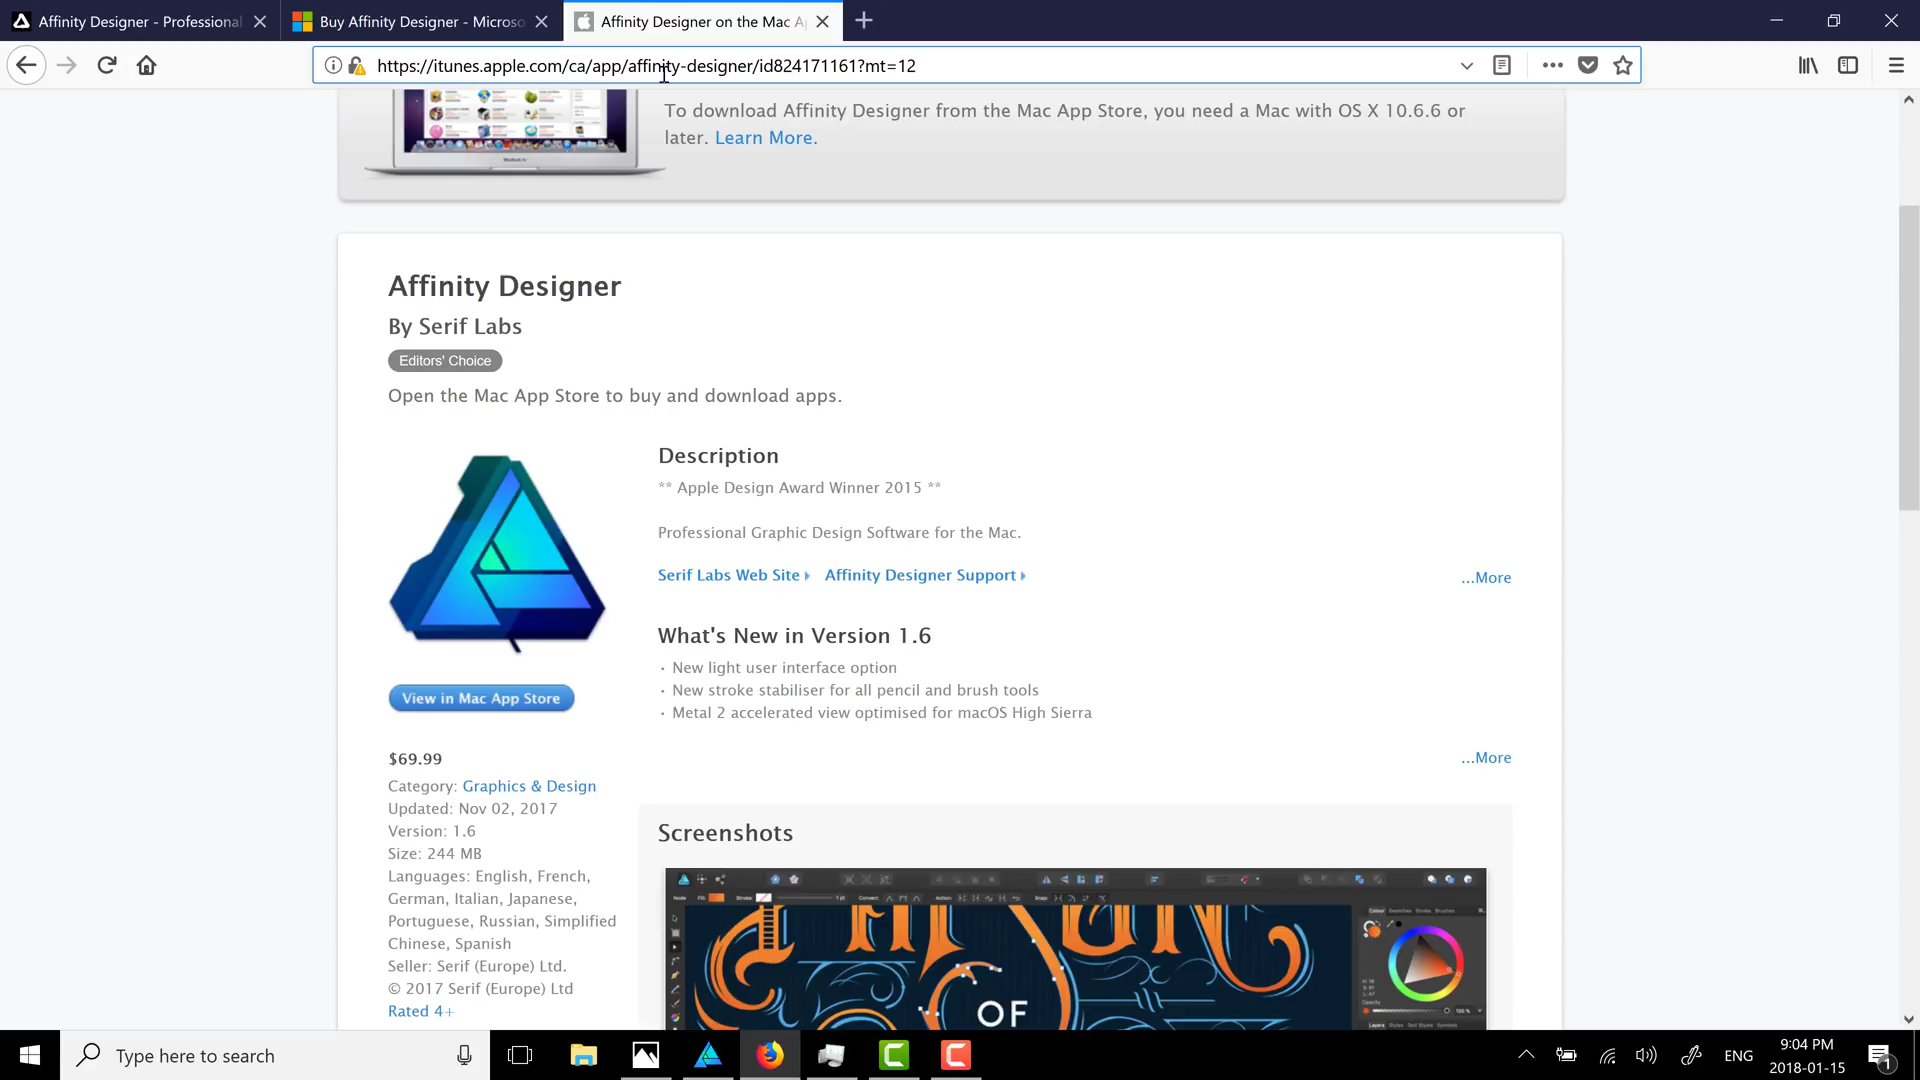 Affinity Designer - Professional
Buy Affinity Designer - Microso
Affinity Designer on the Mac A
https://itunes.apple.com/ca/app/affinity-designer/id824171161?mt=12
To download Affinity Designer from the Mac App Store, you need a Mac with OS X 10.6.6 or
later. Learn More.
Affinity Designer
By Serif Labs
Editors' Choice
Open the Mac App Store to buy and download apps.
Description
** Apple Design Award Winner 2015 **
Professional Graphic Design Software for the Mac.
Serif Labs Web Site
Affinity Designer Support
...More
What's New in Version 1.6
· New light user interface option
· New stroke stabiliser for all pencil and brush tools
· Metal 2 accelerated view optimised for macOS High Sierra
...More
View in Mac App Store
$69.99
Category: Graphics & Design
Updated: Nov 02, 2017
Version: 1.6
Size: 244 MB
Languages: English, French,
German, Italian, Japanese,
Portuguese, Russian, Simplified
Chinese, Spanish
Seller: Serif (Europe) Ltd.
© 2017 Serif (Europe) Ltd
Rated 4+
Screenshots
OF
Type here to search
ENG
9:04 PM
2018-01-15
1